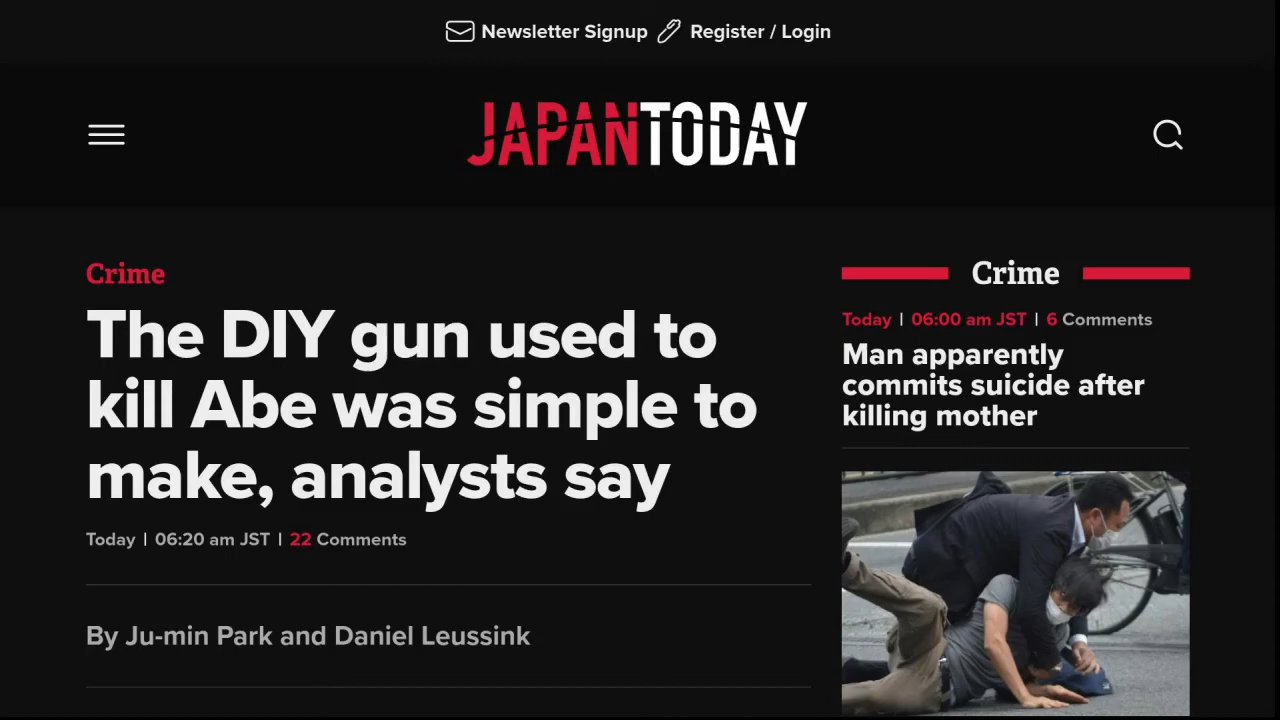 Newsletter Signup Register / Login
JAPANTODAY
Crime
The DIY gun used to
kill Abe was simple to
make, analysts say
Today | 06:20 am JST | 22 Comments
By Ju-min Park and Daniel Leussink
Crime
Today | 06:00 am JST | 6 Comments
Man apparently
commits suicide after
killing mother